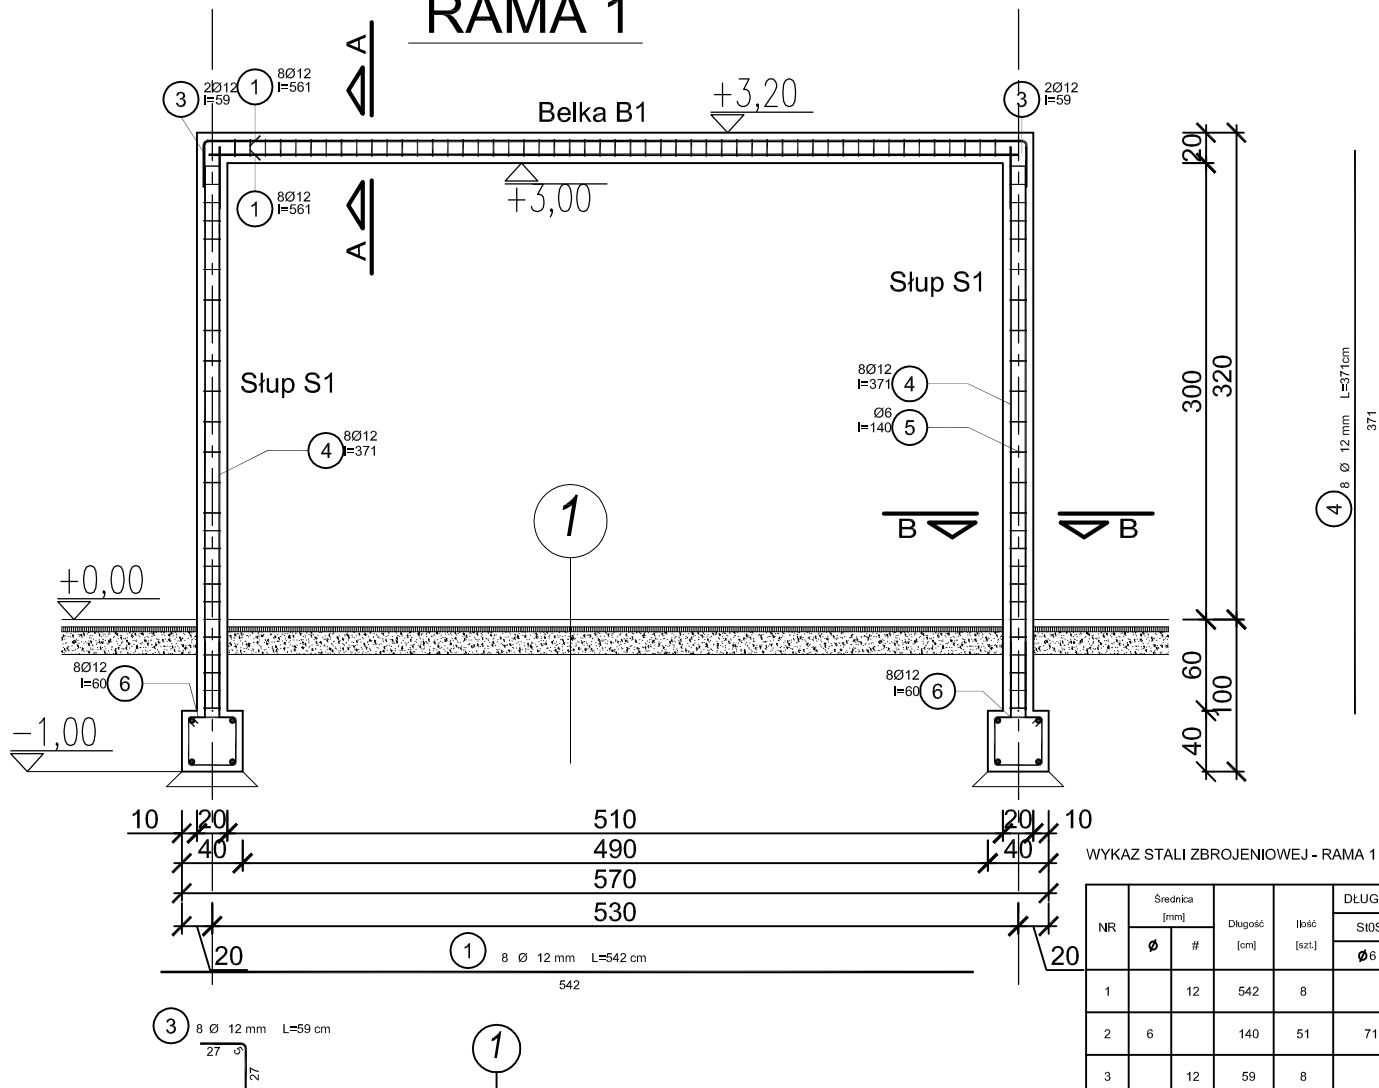 RAMA 1
A
3
2Ø12
l=59
1
8Ø12
l=561
Belka B1
+3,20
3
2Ø12
l=59
20
1
8Ø12
l=561
+3,00
A
Słup S1
Słup S1
8Ø12
l=371
4
Ø6
l=140
5
300
320
4
8Ø12
l=371
4 8 Ø 12 mm L=371cm
371
1
B
B
+0,00
8Ø12
l=60
6
8Ø12
l=60
6
60
100
40
-1,00
10 20 510 20 10
40 490 40
570
530
20
20
1 8 Ø 12 mm L=542 cm
542
3 8 Ø 12 mm L=59 cm
27 5
27
1
WYKAZ STALI ZBROJENIOWEJ - RAMA 1
NR
Średnica
[mm]
Ø #
Długość
[cm]
Ilość
[szt.]
DŁUG
St0S
Ø 6
1 12 542 8
2 6 140 51 71
3 12 59 8